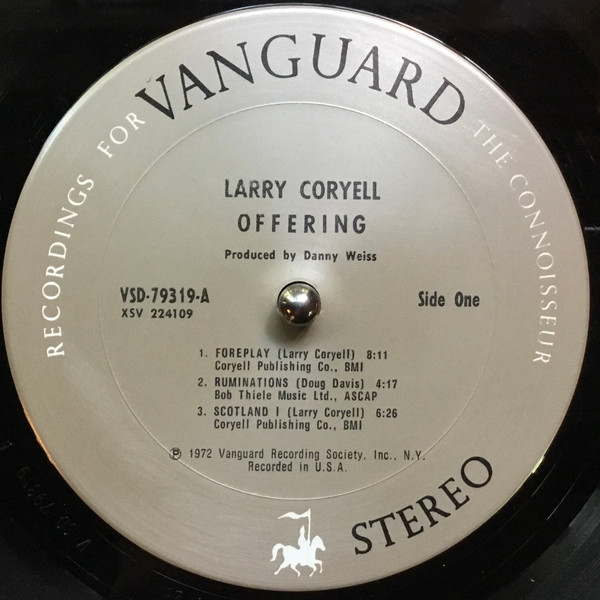 RECORDINGS FOR VANGUARD THE CONNOISSEUR
LARRY CORYELL
OFFERING
Produced by Danny Weiss
VSD-79319-A
XSV 224109
Side One
1. FOREPLAY (Larry Coryell) 8:11
Coryell Publishing Co., BMI
2. RUMINATIONS (Doug Davis) 4:17
Bob Thiele Music Ltd., ASCAP
3. SCOTLAND I (Larry Coryell) 6:26
Coryell Publishing Co., BMI
℗ 1972 Vanguard Recording Society, Inc., N.Y.
Recorded in U.S.A.
STEREO